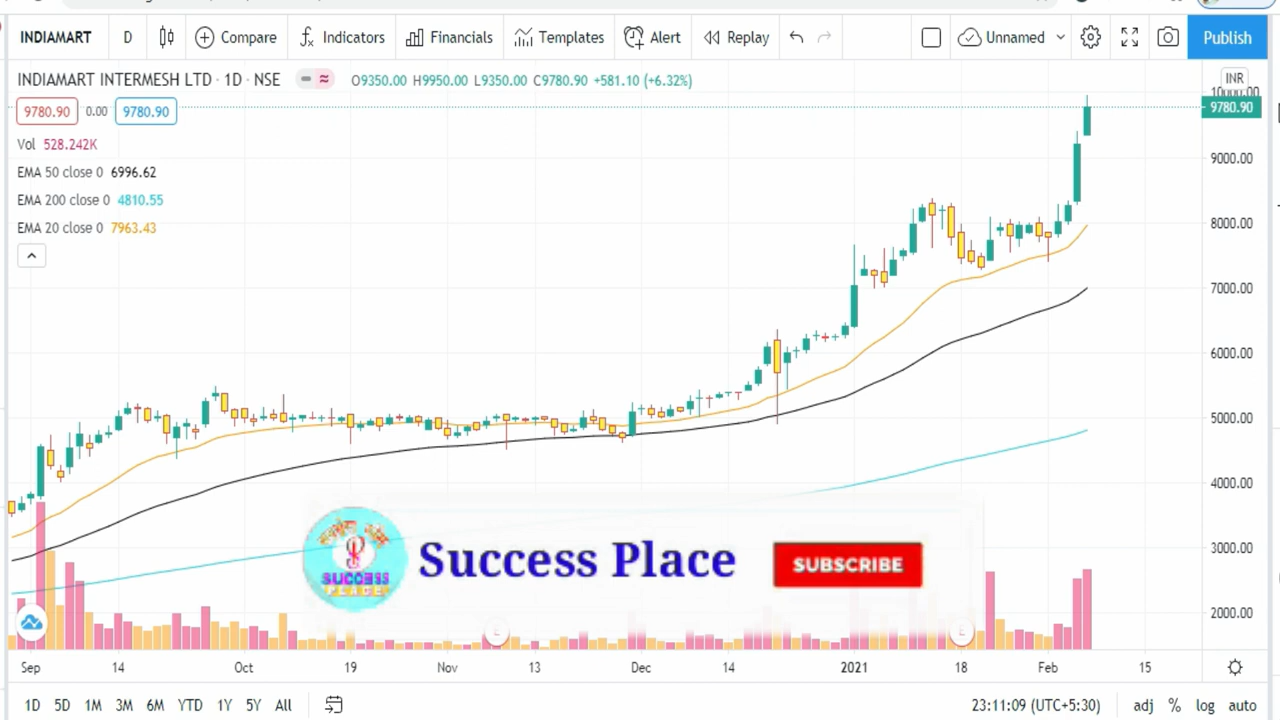 INDIAMART D Compare Indicators Financials Templates Alert Replay Unnamed Publish
INDIAMART INTERMESH LTD · 1D · NSE O9350.00 H9950.00 L9350.00 C9780.90 +581.10 (+6.32%)
INR
10000.00
9780.90 0.00 9780.90
9780.90
Vol 528.242K
EMA 50 close 0 6996.62
EMA 200 close 0 4810.55
EMA 20 close 0 7963.43
9000.00
8000.00
7000.00
6000.00
5000.00
4000.00
3000.00
2000.00
SUCCESS
PLACE
Success Place
SUBSCRIBE
E E
Sep 14 Oct 19 Nov 13 Dec 14 2021 18 Feb 15
1D 5D 1M 3M 6M YTD 1Y 5Y All 23:11:09 (UTC+5:30) adj % log auto